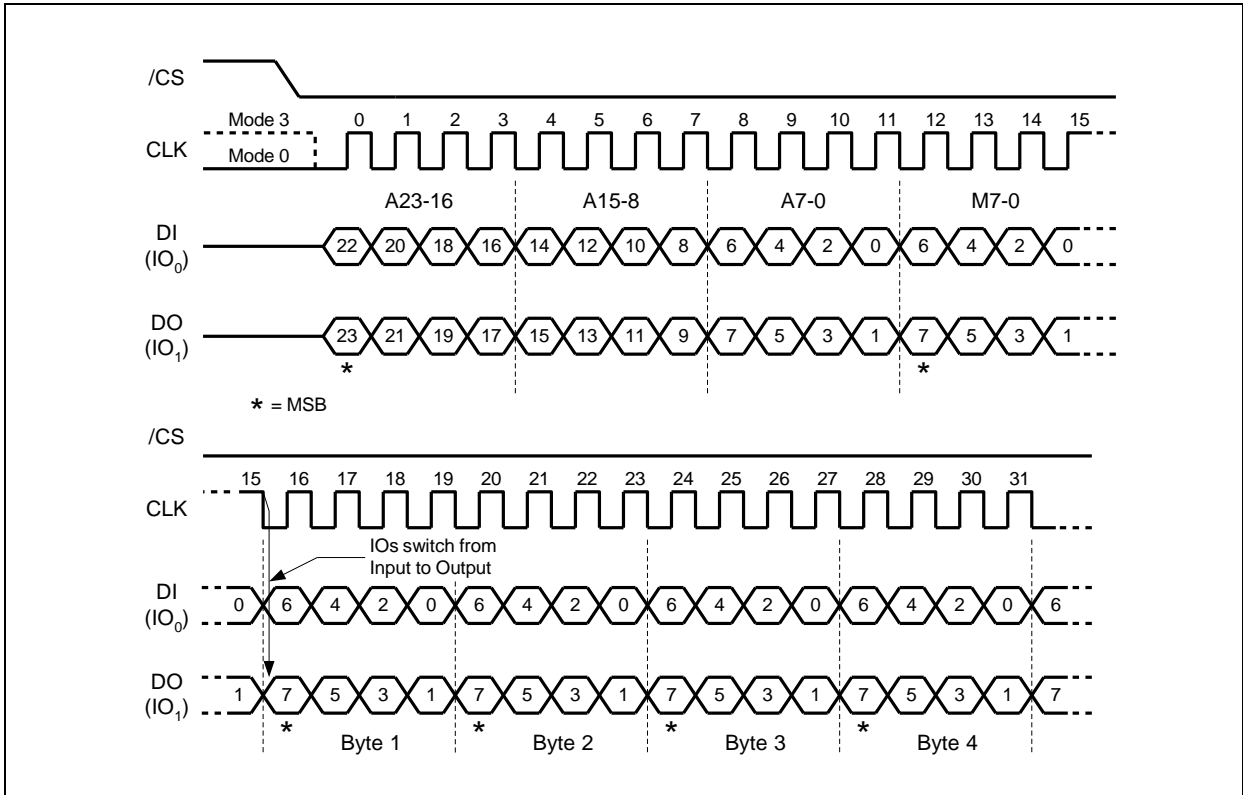 /CS
Mode 3 0 1 2 3 4 5 6 7 8 9 10 11 12 13 14 15
CLK
Mode 0
A23-16 A15-8 A7-0 M7-0
DI
(IO0) 22 20 18 16 14 12 10 8 6 4 2 0 6 4 2 0
DO
(IO1) 23 21 19 17 15 13 11 9 7 5 3 1 7 5 3 1
* *
* = MSB
/CS
15 16 17 18 19 20 21 22 23 24 25 26 27 28 29 30 31
CLK
IOs switch from
Input to Output
DI
(IO0) 0 6 4 2 0 6 4 2 0 6 4 2 0 6 4 2 0 6
DO
(IO1) 1 7 5 3 1 7 5 3 1 7 5 3 1 7 5 3 1 7
* * * *
Byte 1 Byte 2 Byte 3 Byte 4